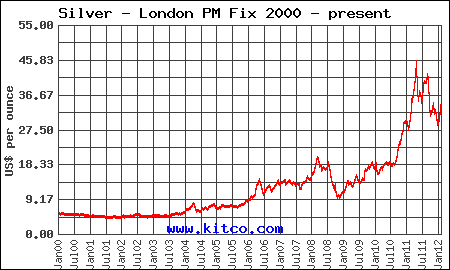 Silver - London PM Fix 2000 - present
US$ per ounce
55.00
45.83
36.67
27.50
18.33
9.17
0.00
www.kitco.com
Jan00
Jul00
Jan01
Jul01
Jan02
Jul02
Jan03
Jul03
Jan04
Jul04
Jan05
Jul05
Jan06
Jul06
Jan07
Jul07
Jan08
Jul08
Jan09
Jul09
Jan10
Jul10
Jan11
Jul11
Jan12